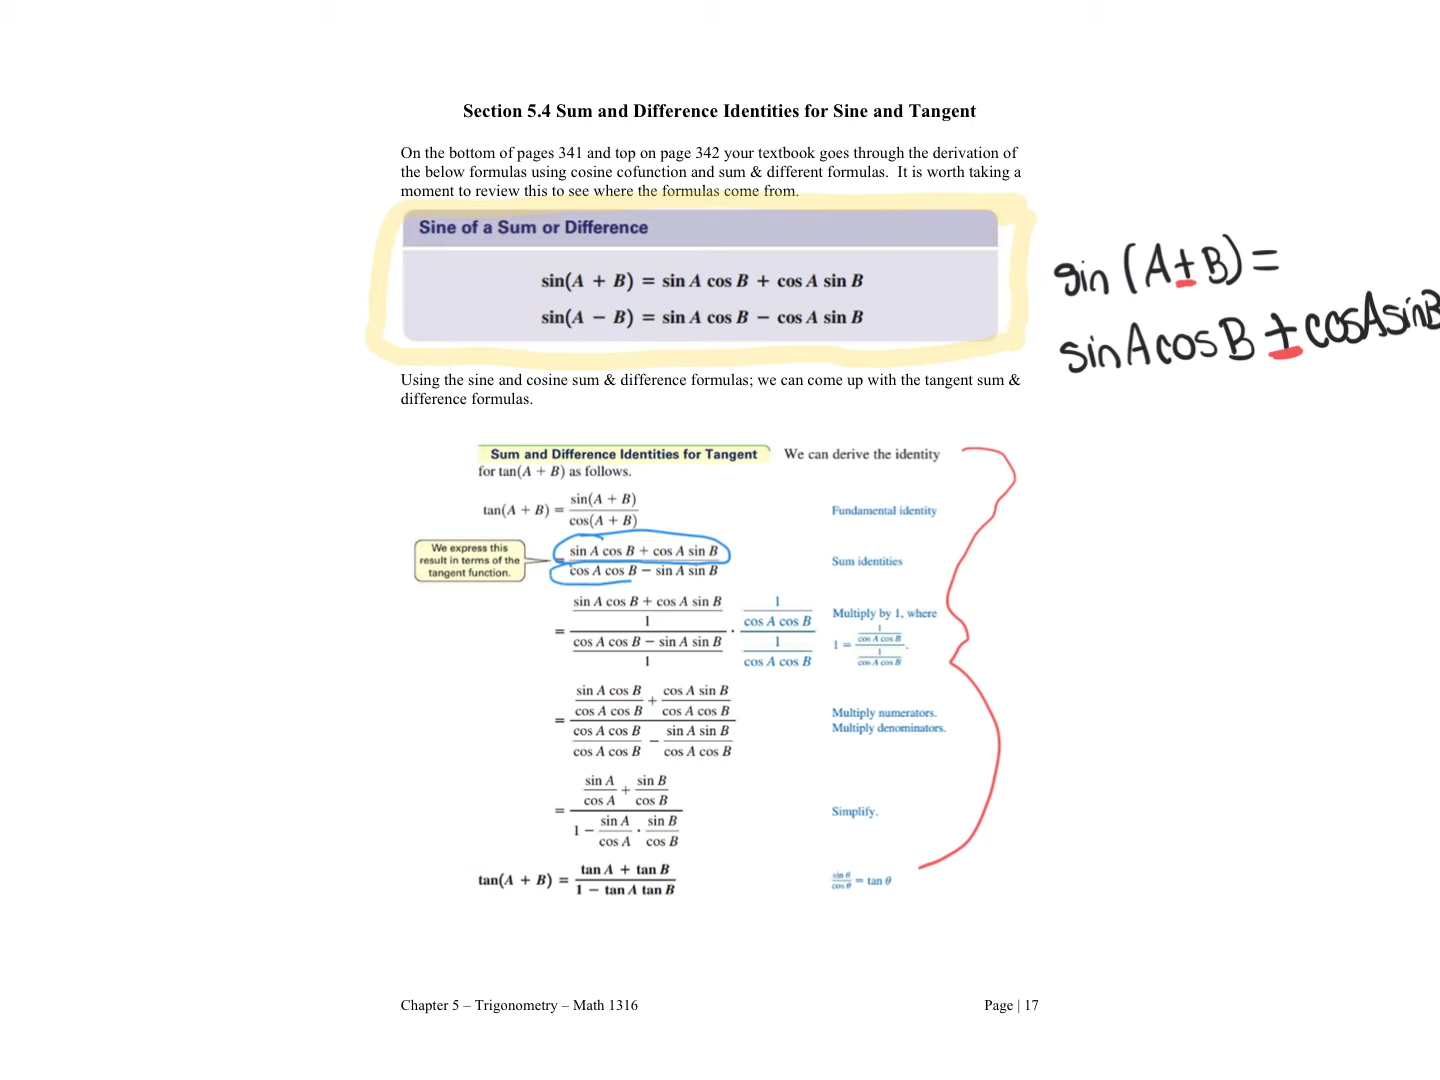 Section 5.4 Sum and Difference Identities for Sine and Tangent
On the bottom of pages 341 and top on page 342 your textbook goes through the derivation of
the below formulas using cosine cofunction and sum & different formulas. It is worth taking a
moment to review this to see where the formulas come from.
Sine of a Sum or Difference
sin(A + B) = sin A cos B + cos A sin B
sin(A − B) = sin A cos B − cos A sin B
sin (A ± B) =
sin A cos B ± cos A sin B
Using the sine and cosine sum & difference formulas; we can come up with the tangent sum &
difference formulas.
Sum and Difference Identities for Tangent We can derive the identity
for tan(A + B) as follows.
tan(A + B) = sin(A + B) / cos(A + B) Fundamental identity
We express this
result in terms of the
tangent function.
= (sin A cos B + cos A sin B) / (cos A cos B − sin A sin B) Sum identities
= ((sin A cos B + cos A sin B) / 1) / ((cos A cos B − sin A sin B) / 1) · (1 / (cos A cos B)) / (1 / (cos A cos B)) Multiply by 1, where
1 = (1 / (cos A cos B)) / (1 / (cos A cos B)).
= ((sin A cos B) / (cos A cos B) + (cos A sin B) / (cos A cos B)) / ((cos A cos B) / (cos A cos B) − (sin A sin B) / (cos A cos B)) Multiply numerators.
Multiply denominators.
= (sin A / cos A + sin B / cos B) / (1 − sin A / cos A · sin B / cos B) Simplify.
tan(A + B) = (tan A + tan B) / (1 − tan A tan B) sin θ / cos θ = tan θ
Chapter 5 – Trigonometry – Math 1316 Page | 17